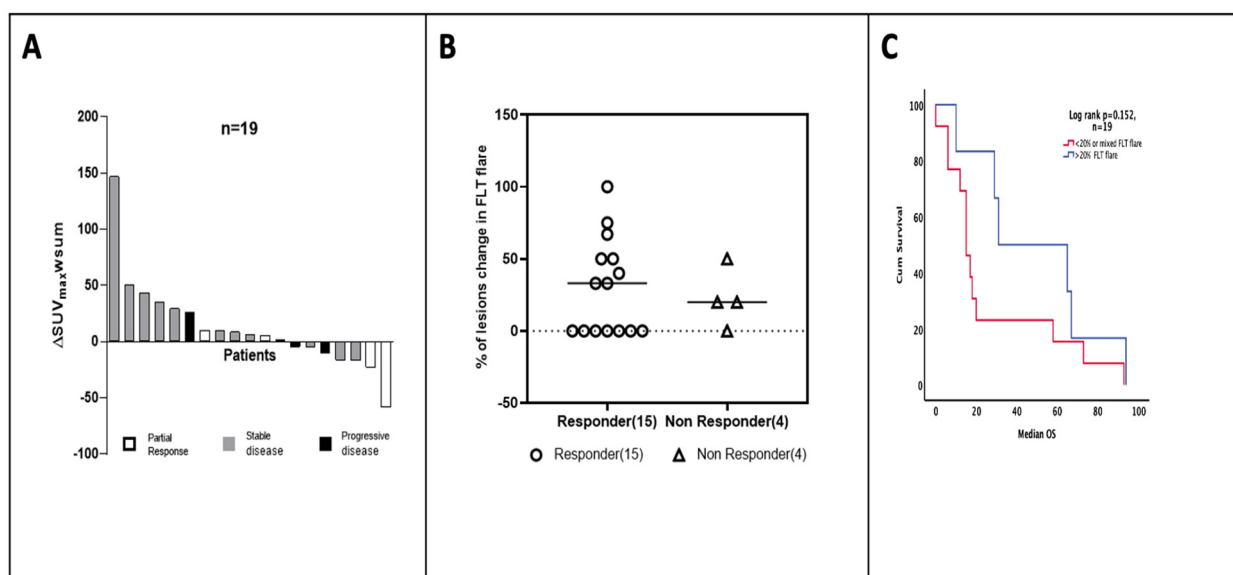 A
200
150
100
50
0
-50
-100
ΔSUVmaxwsum
n=19
Patients
Partial Response
Stable disease
Progressive disease
B
150
100
50
0
-50
% of lesions change in FLT flare
Responder(15) Non Responder(4)
Responder(15) Non Responder(4)
C
100
80
60
40
20
0
Cum Survival
Log rank p=0.152,
n=19
<20% or mixed FLT flare
>20% FLT flare
0 20 40 60 80 100
Median OS